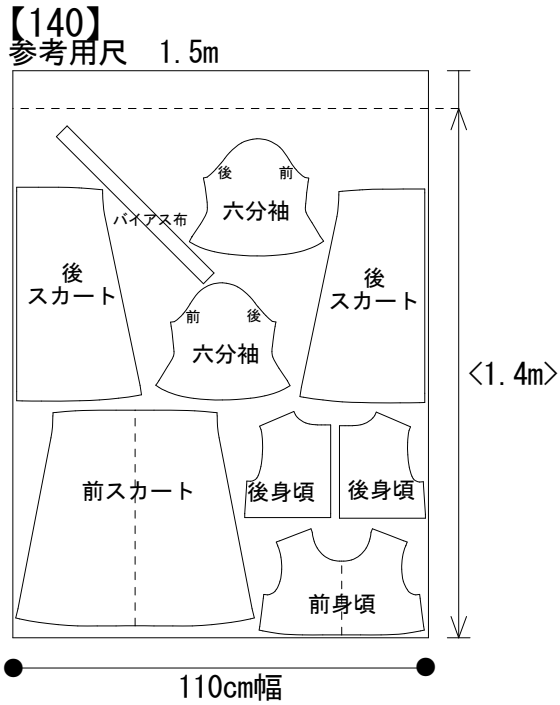 【140】
参考用尺 1.5m
後 前
六分袖
バイアス布
後
スカート
後
スカート
前 後
六分袖
<1.4m>
前スカート
後身頃
後身頃
前身頃
110cm幅